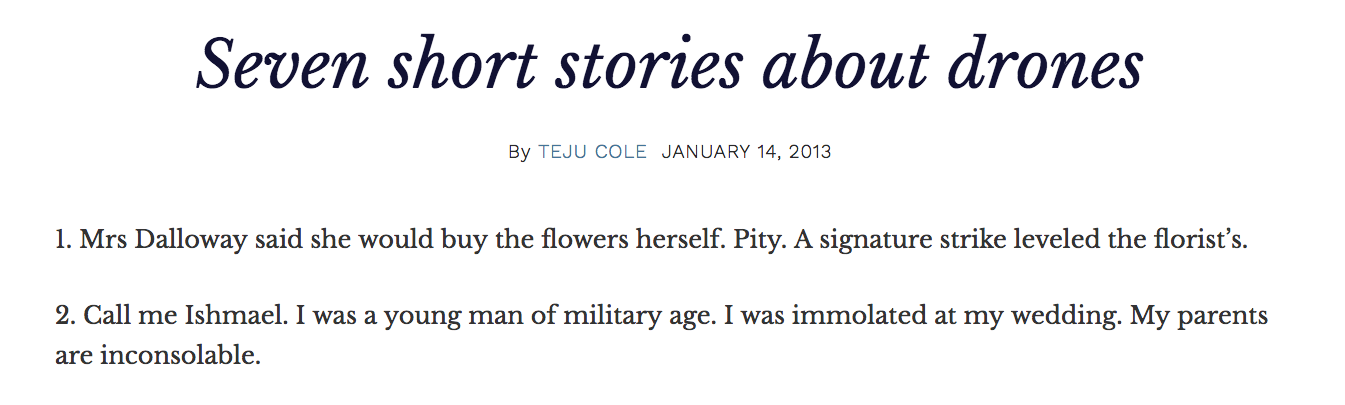 Seven short stories about drones
By TEJU COLE JANUARY 14, 2013
1. Mrs Dalloway said she would buy the flowers herself. Pity. A signature strike leveled the florist’s.
2. Call me Ishmael. I was a young man of military age. I was immolated at my wedding. My parents
are inconsolable.